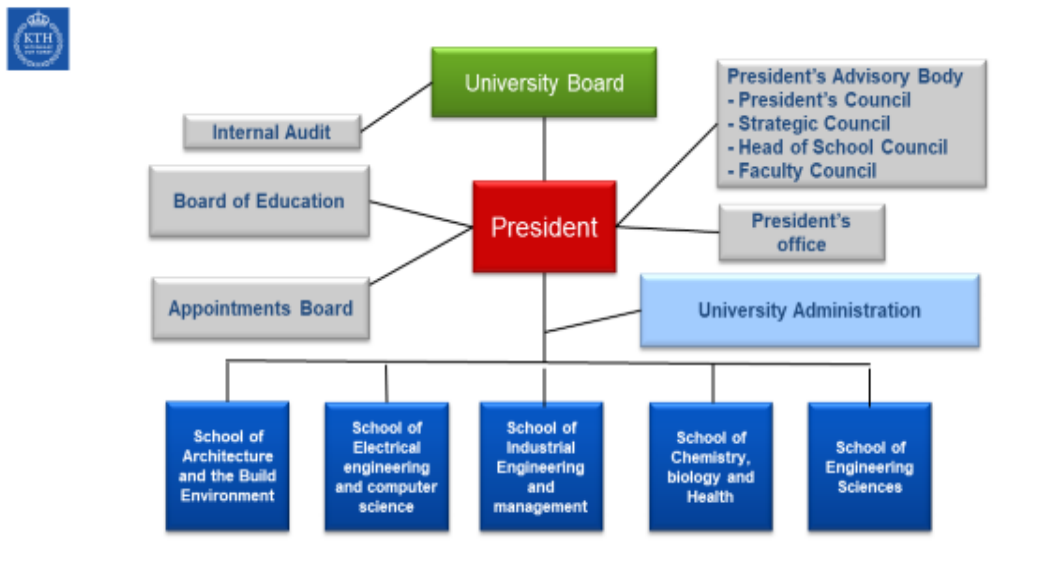 KTH
University Board
President's Advisory Body
- President's Council
- Strategic Council
- Head of School Council
- Faculty Council
Internal Audit
Board of Education
President
President's
office
Appointments Board
University Administration
School of
Architecture
and the Build
Environment
School of
Electrical
engineering
and computer
science
School of
Industrial
Engineering
and
management
School of
Chemistry,
biology and
Health
School of
Engineering
Sciences